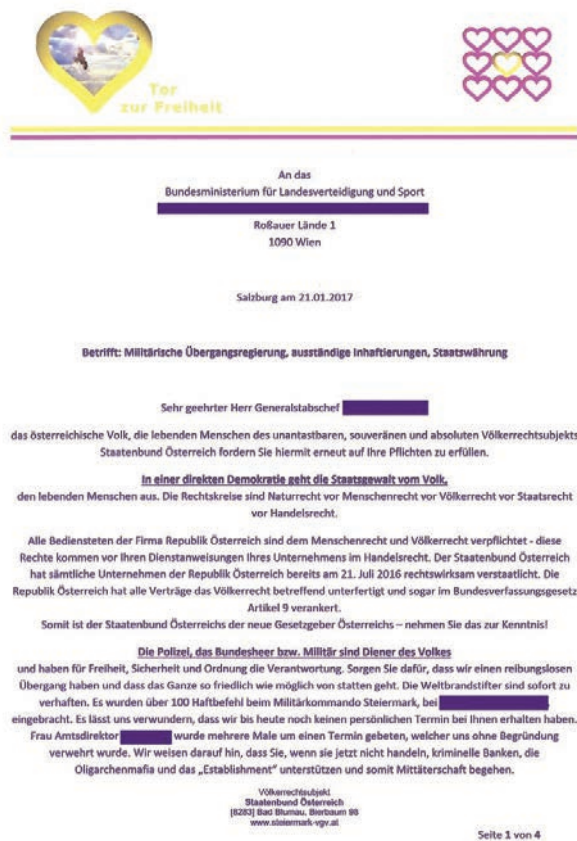 Tor
zur Freiheit
An das
Bundesministerium für Landesverteidigung und Sport
Roßauer Lände 1
1090 Wien
Salzburg am 21.01.2017
Betrifft: Militärische Übergangsregierung, ausständige Inhaftierungen, Staatswährung
Sehr geehrter Herr Generalstabschef
das österreichische Volk, die lebenden Menschen des unantastbaren, souveränen und absoluten Völkerrechtsubjekts
Staatenbund Österreich fordern Sie hiermit erneut auf Ihre Pflichten zu erfüllen.
In einer direkten Demokratie geht die Staatsgewalt vom Volk,
den lebenden Menschen aus. Die Rechtskreise sind Naturrecht vor Menschenrecht vor Völkerrecht vor Staatsrecht
vor Handelsrecht.
Alle Bediensteten der Firma Republik Österreich sind dem Menschenrecht und Völkerrecht verpflichtet - diese
Rechte kommen vor Ihren Dienstanweisungen Ihres Unternehmens im Handelsrecht. Der Staatenbund Österreich
hat sämtliche Unternehmen der Republik Österreich bereits am 21. Juli 2016 rechtswirksam verstaatlicht. Die
Republik Österreich hat alle Verträge das Völkerrecht betreffend unterfertigt und sogar im Bundesverfassungsgesetz
Artikel 9 verankert.
Somit ist der Staatenbund Österreichs der neue Gesetzgeber Österreichs – nehmen Sie das zur Kenntnis!
Die Polizei, das Bundesheer bzw. Militär sind Diener des Volkes
und haben für Freiheit, Sicherheit und Ordnung die Verantwortung. Sorgen Sie dafür, dass wir einen reibungslosen
Übergang haben und dass das Ganze so friedlich wie möglich von statten geht. Die Weltbrandstifter sind sofort zu
verhaften. Es wurden über 100 Haftbefehl beim Militärkommando Steiermark, bei
eingebracht. Es lässt uns verwundern, dass wir bis heute noch keinen persönlichen Termin bei Ihnen erhalten haben.
Frau Amtsdirektor wurde mehrere Male um einen Termin gebeten, welcher uns ohne Begründung
verwehrt wurde. Wir weisen darauf hin, dass Sie, wenn sie jetzt nicht handeln, kriminelle Banken, die
Oligarchenmafia und das „Establishment" unterstützen und somit Mittäterschaft begehen.
Völkerrechtsubjekt
Staatenbund Österreich
[8283] Bad Blumau, Bierbaum 98
www.steiermark-vgv.at
Seite 1 von 4